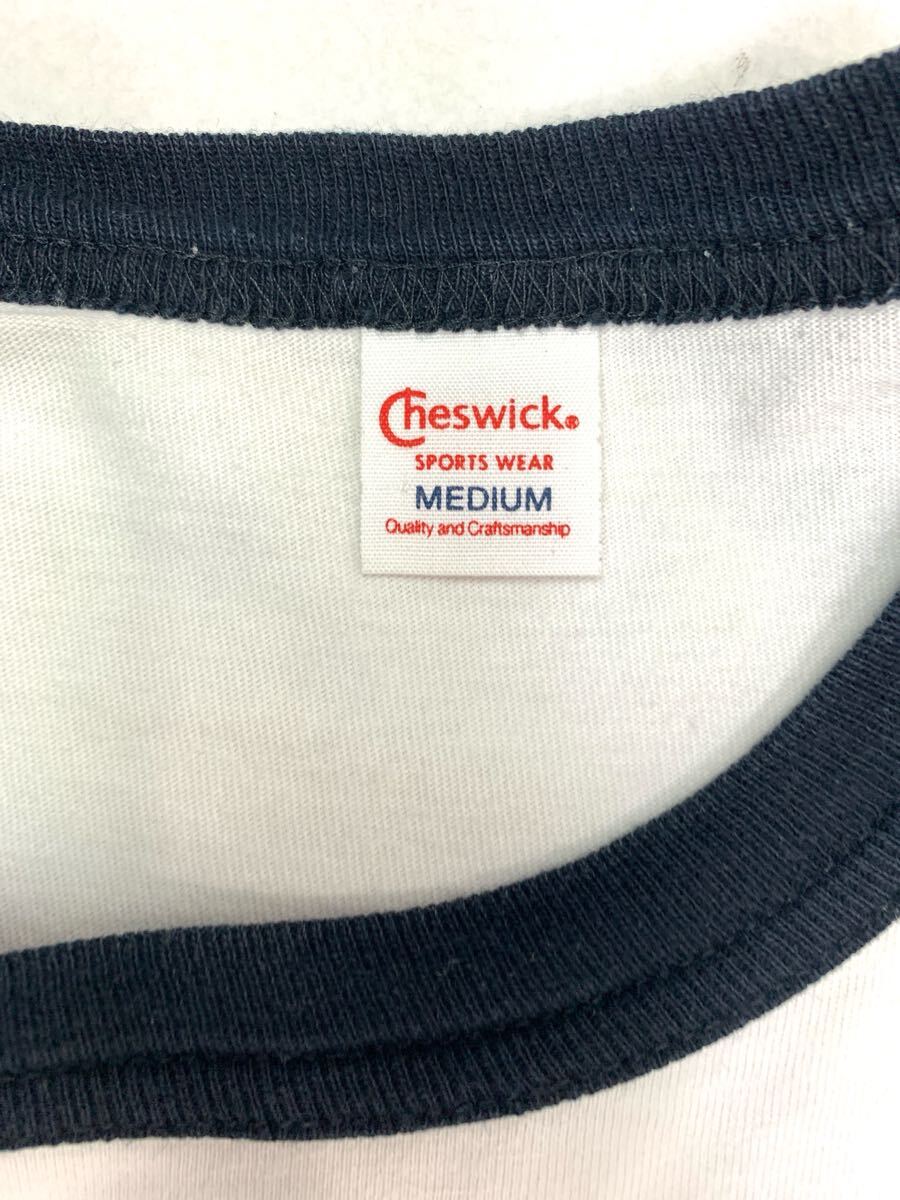 Cheswick®
SPORTS WEAR
MEDIUM
Quality and Craftsmanship